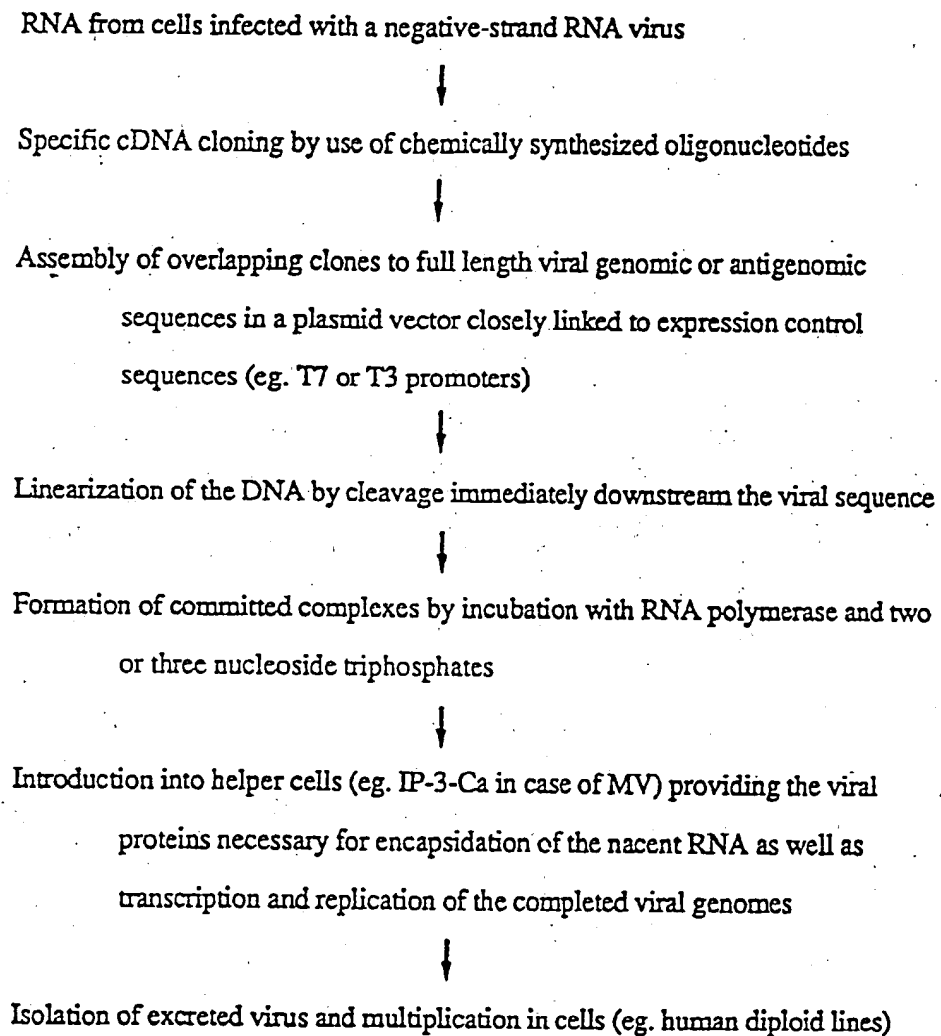 RNA from cells infected with a negative-strand RNA virus
Specific cDNA cloning by use of chemically synthesized oligonucleotides
Assembly of overlapping clones to full length viral genomic or antigenomic
sequences in a plasmid vector closely linked to expression control
sequences (eg. T7 or T3 promoters)
Linearization of the DNA by cleavage immediately downstream the viral sequence
Formation of committed complexes by incubation with RNA polymerase and two
or three nucleoside triphosphates
Introduction into helper cells (eg. IP-3-Ca in case of MV) providing the viral
proteins necessary for encapsidation of the nacent RNA as well as
transcription and replication of the completed viral genomes
Isolation of excreted virus and multiplication in cells (eg. human diploid lines)